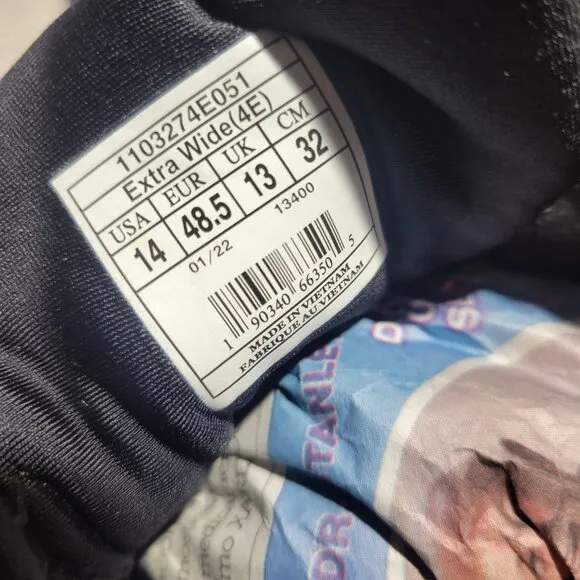 1103274E051
Extra Wide(4E)
USA EUR UK CM
14 48.5 13 32
01/22 13400
1 90340 66350 5
MADE IN VIETNAM
FABRIQUE AU VIETNAM